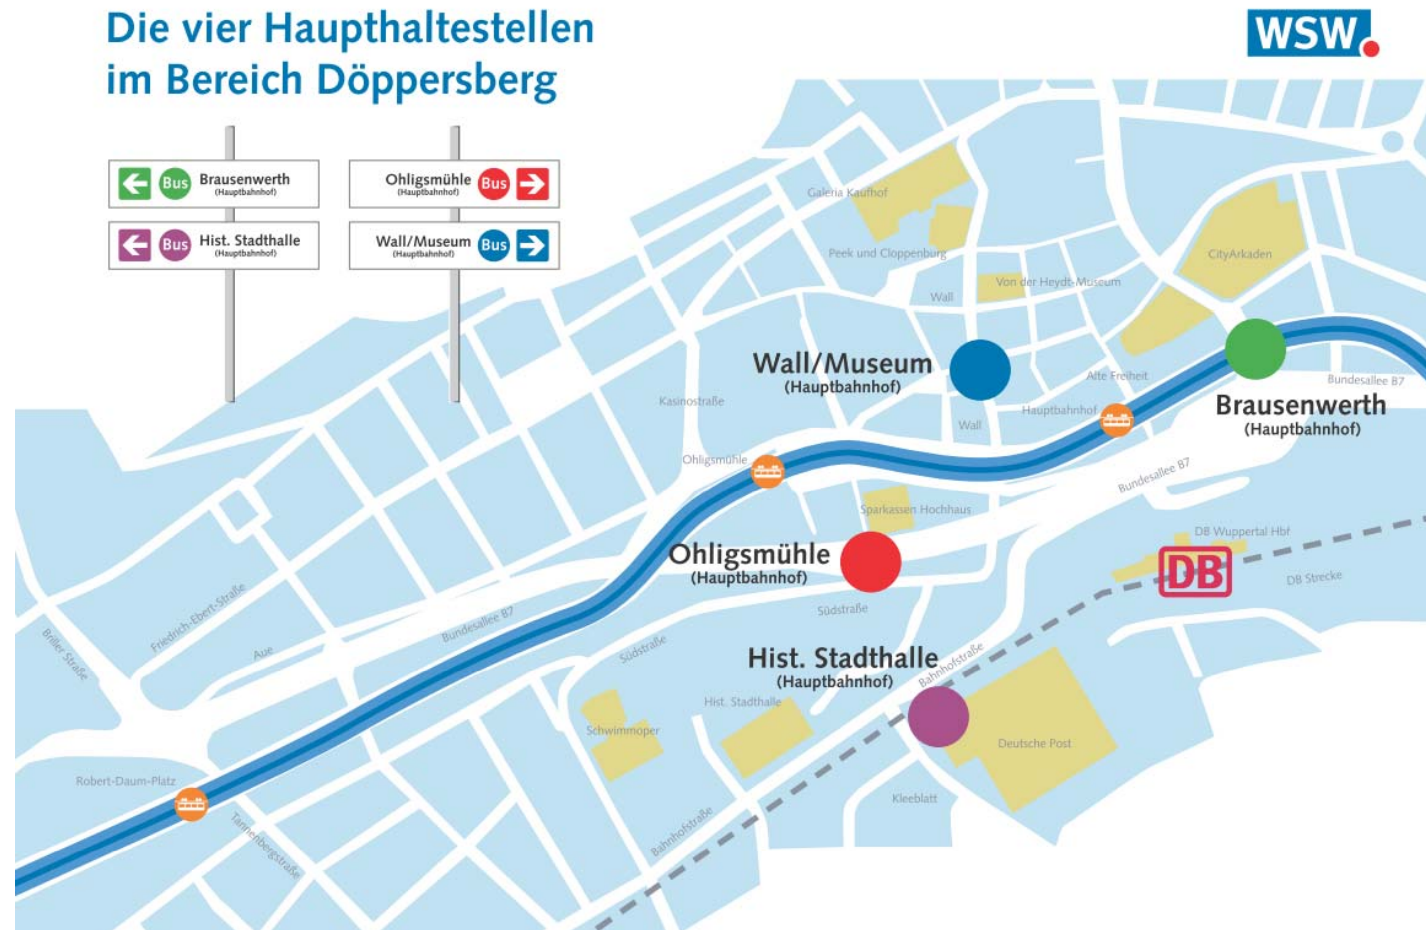 Die vier Haupthaltestellen
im Bereich Döppersberg
WSW.
Bus Brausenwerth
(Hauptbahnhof)
Ohligsmühle Bus
(Hauptbahnhof)
Bus Hist. Stadthalle
(Hauptbahnhof)
Wall/Museum Bus
(Hauptbahnhof)
Galeria Kaufhof
Peek und Cloppenburg
CityArkaden
Von der Heydt-Museum
Wall
Wall/Museum
(Hauptbahnhof)
Alte Freiheit
Bundesallee B7
Kasinostraße
Hauptbahnhof
Brausenwerth
(Hauptbahnhof)
Wall
Ohligsmühle
Bundesallee B7
Sparkassen Hochhaus
DB Wuppertal Hbf
Ohligsmühle
(Hauptbahnhof)
DB
DB Strecke
Südstraße
Friedrich-Ebert-Straße
Bundesallee B7
Briller Straße
Aue
Südstraße
Hist. Stadthalle
(Hauptbahnhof)
Bahnhofstraße
Hist. Stadthalle
Schwimmoper
Deutsche Post
Robert-Daum-Platz
Kleeblatt
Tannenbergstraße
Bahnhofstraße